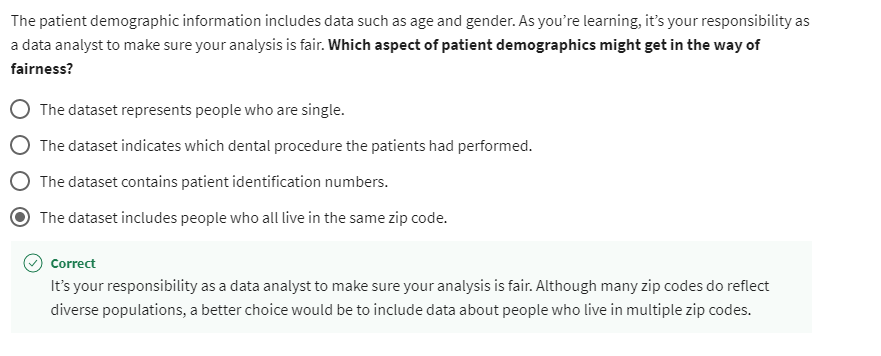 The patient demographic information includes data such as age and gender. As you’re learning, it’s your responsibility as
a data analyst to make sure your analysis is fair. Which aspect of patient demographics might get in the way of
fairness?
The dataset represents people who are single.
The dataset indicates which dental procedure the patients had performed.
The dataset contains patient identification numbers.
The dataset includes people who all live in the same zip code.
Correct
It’s your responsibility as a data analyst to make sure your analysis is fair. Although many zip codes do reflect
diverse populations, a better choice would be to include data about people who live in multiple zip codes.